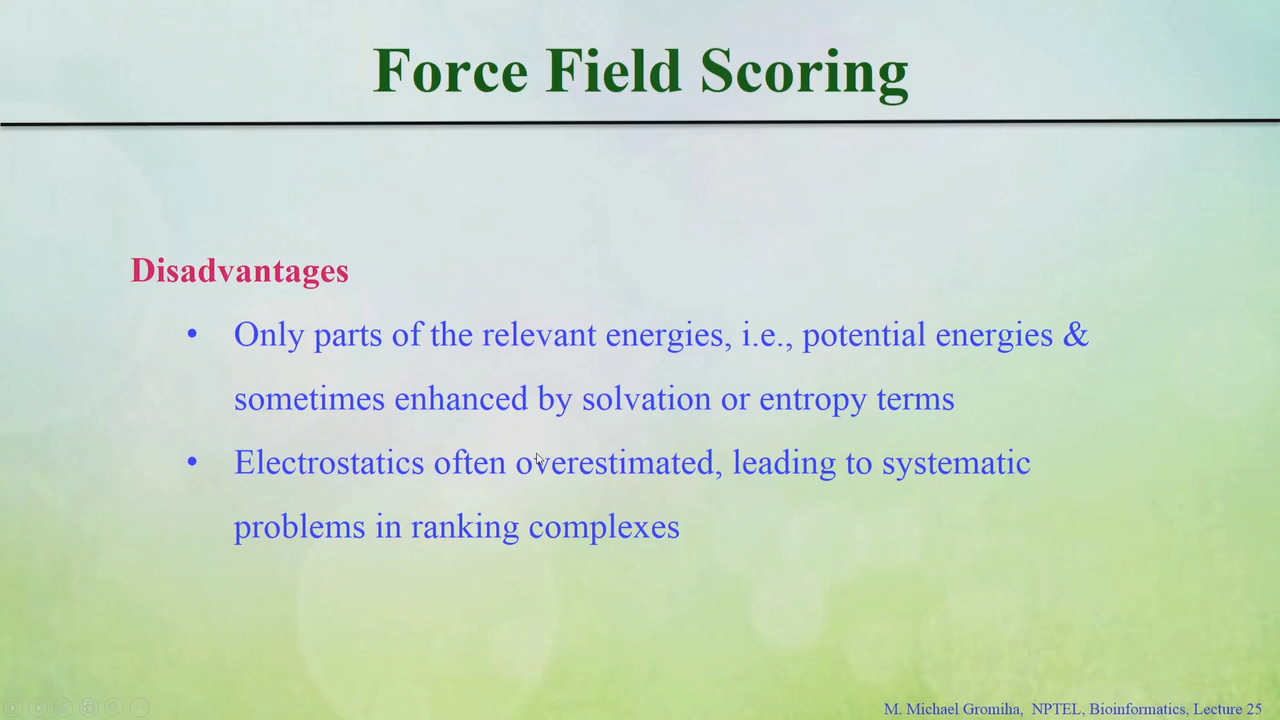 Force Field Scoring
Disadvantages
• Only parts of the relevant energies, i.e., potential energies &
sometimes enhanced by solvation or entropy terms
• Electrostatics often overestimated, leading to systematic
problems in ranking complexes
M. Michael Gromiha, NPTEL, Bioinformatics, Lecture 25